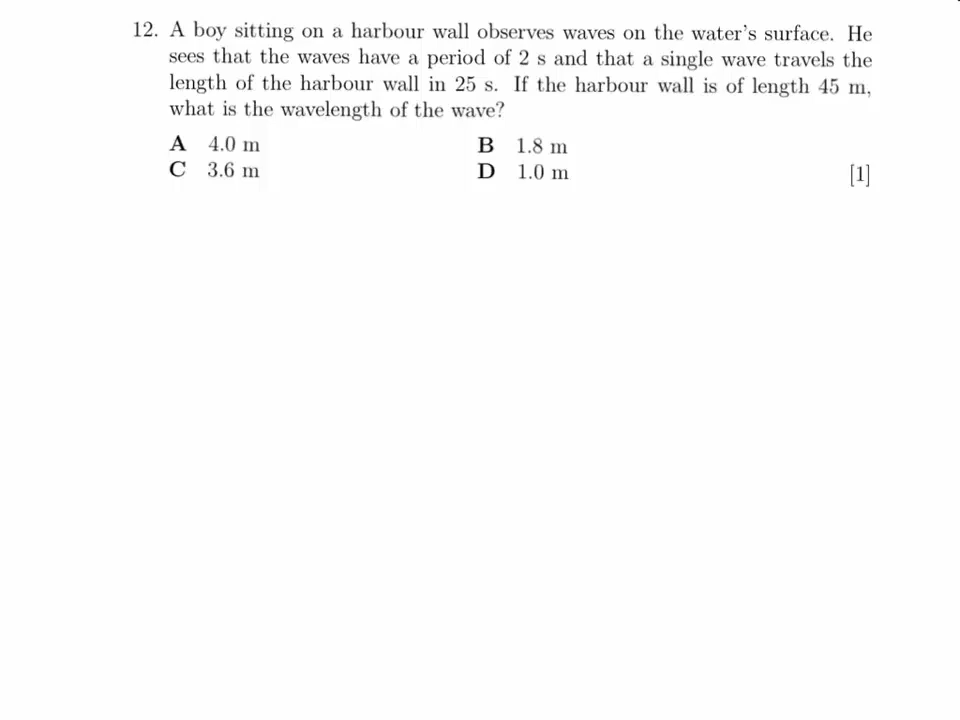 12. A boy sitting on a harbour wall observes waves on the water's surface. He
sees that the waves have a period of 2 s and that a single wave travels the
length of the harbour wall in 25 s. If the harbour wall is of length 45 m,
what is the wavelength of the wave?
A 4.0 m B 1.8 m
C 3.6 m D 1.0 m [1]